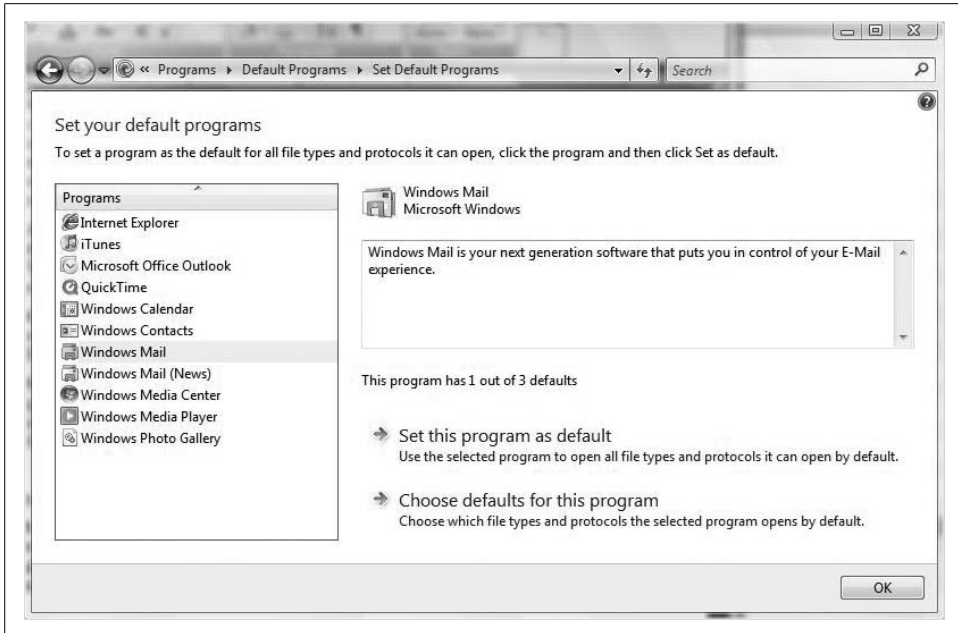 « Programs ▸ Default Programs ▸ Set Default Programs
Search
Set your default programs
To set a program as the default for all file types and protocols it can open, click the program and then click Set as default.
Programs
Internet Explorer
iTunes
Microsoft Office Outlook
QuickTime
Windows Calendar
Windows Contacts
Windows Mail
Windows Mail (News)
Windows Media Center
Windows Media Player
Windows Photo Gallery
Windows Mail
Microsoft Windows
Windows Mail is your next generation software that puts you in control of your E-Mail
experience.
This program has 1 out of 3 defaults
Set this program as default
Use the selected program to open all file types and protocols it can open by default.
Choose defaults for this program
Choose which file types and protocols the selected program opens by default.
OK